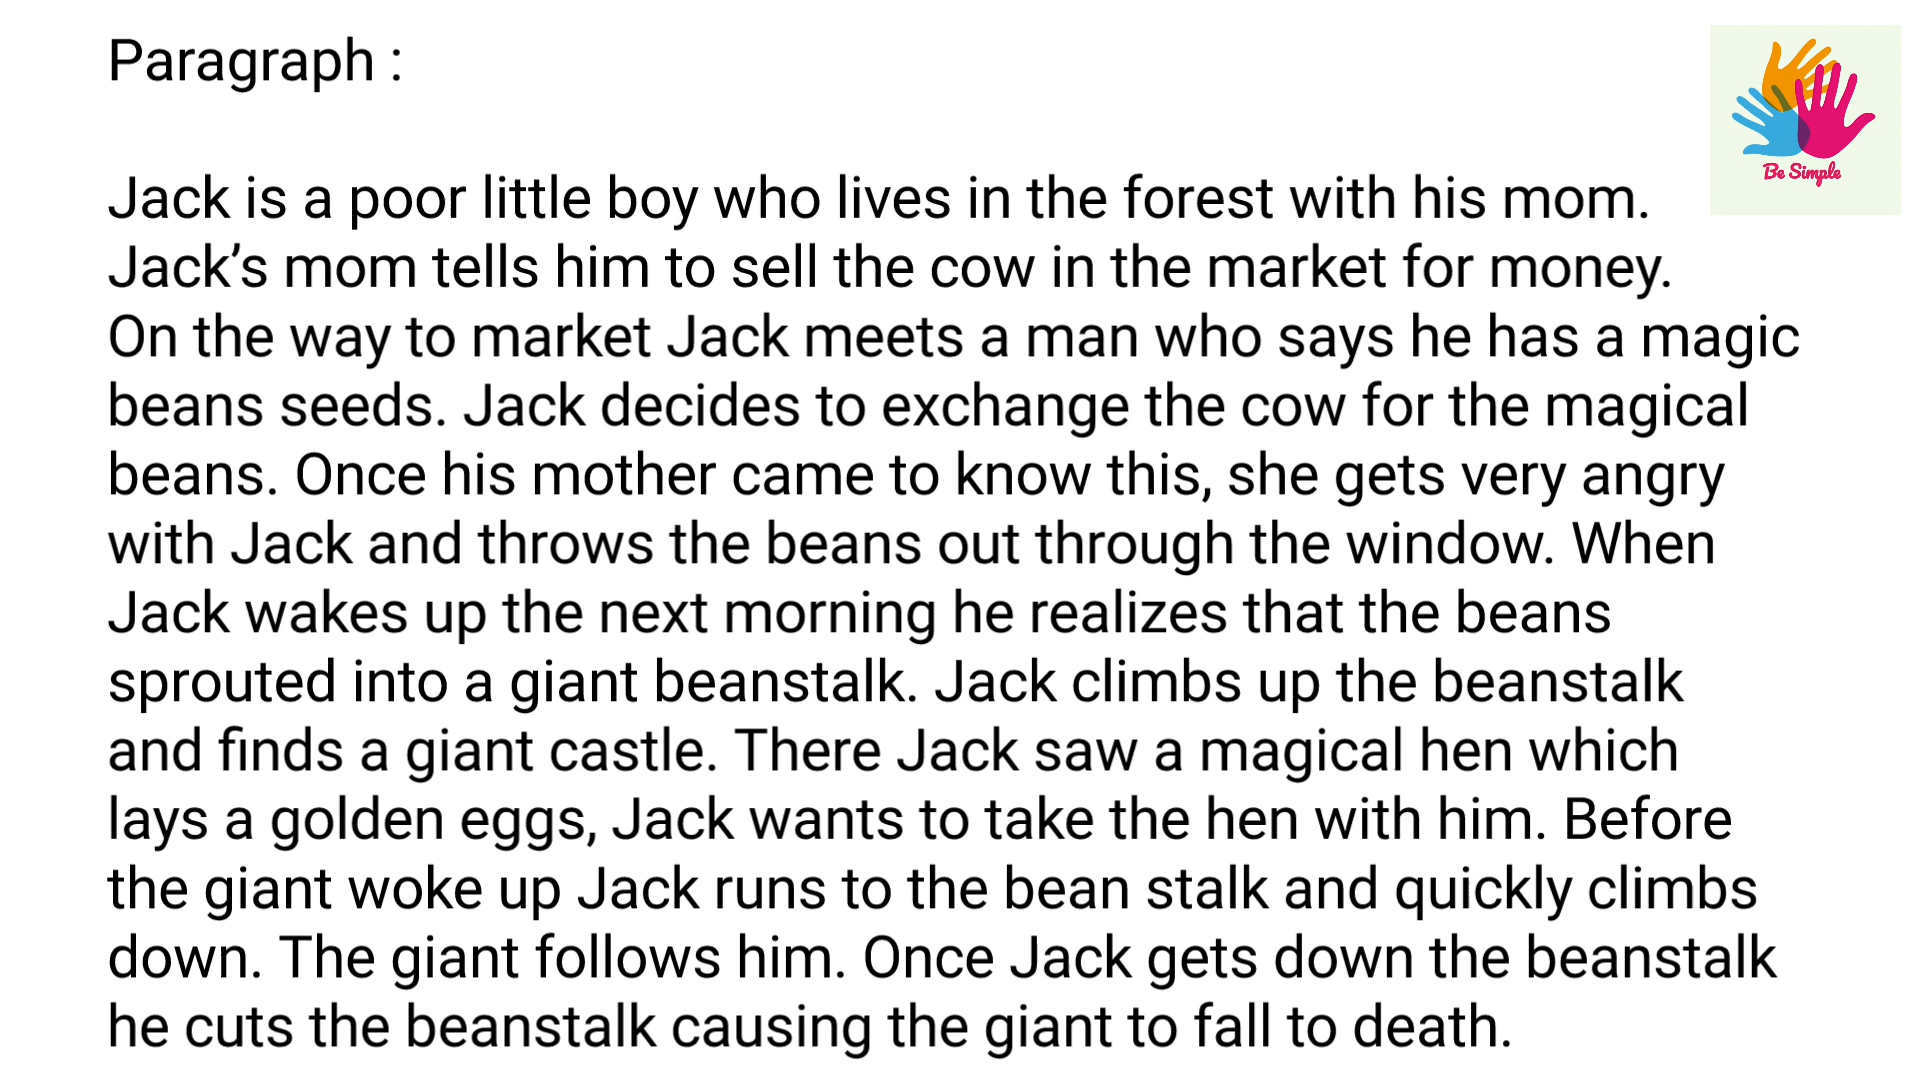 Paragraph :
Be Simple
Jack is a poor little boy who lives in the forest with his mom.
Jack’s mom tells him to sell the cow in the market for money.
On the way to market Jack meets a man who says he has a magic
beans seeds. Jack decides to exchange the cow for the magical
beans. Once his mother came to know this, she gets very angry
with Jack and throws the beans out through the window. When
Jack wakes up the next morning he realizes that the beans
sprouted into a giant beanstalk. Jack climbs up the beanstalk
and finds a giant castle. There Jack saw a magical hen which
lays a golden eggs, Jack wants to take the hen with him. Before
the giant woke up Jack runs to the bean stalk and quickly climbs
down. The giant follows him. Once Jack gets down the beanstalk
he cuts the beanstalk causing the giant to fall to death.